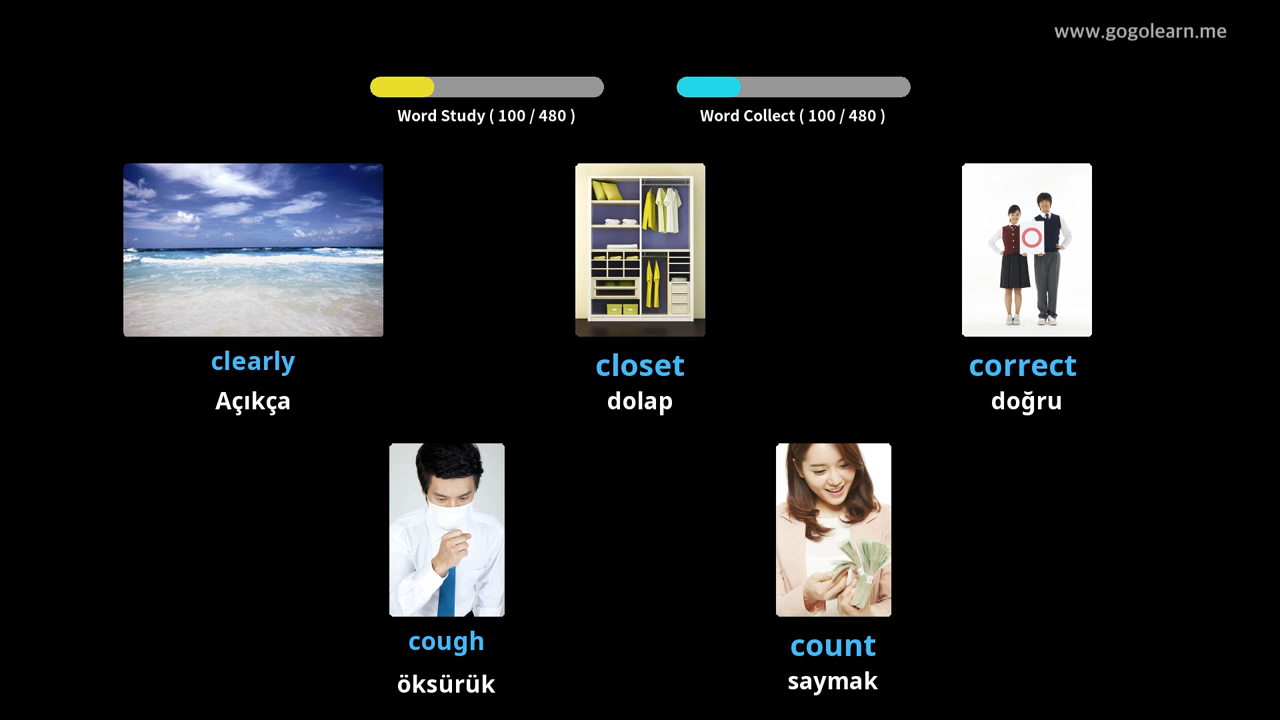 www.gogolearn.me
Word Study ( 100 / 480 )
Word Collect ( 100 / 480 )
clearly
Açıkça
closet
dolap
correct
doğru
cough
öksürük
count
saymak